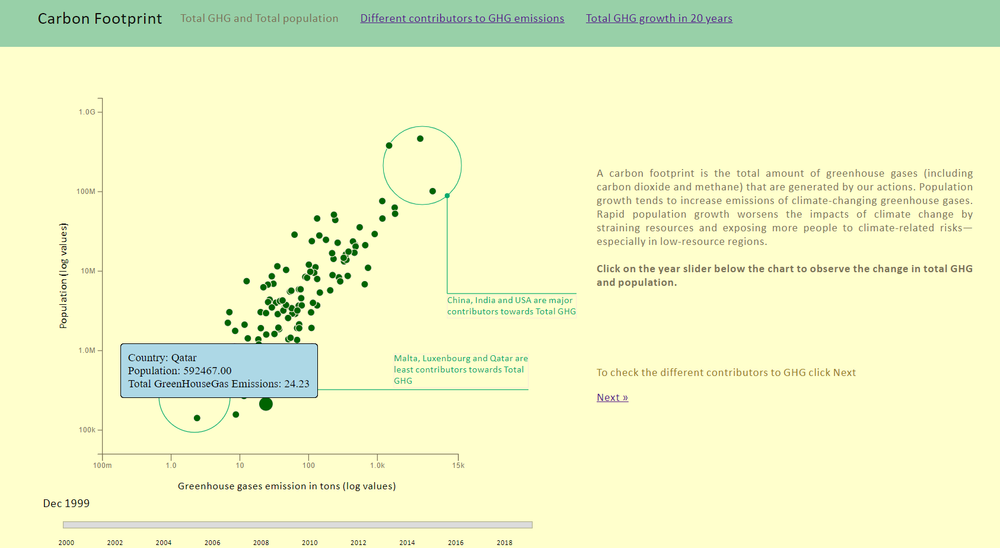 Carbon Footprint
Total GHG and Total population
Different contributors to GHG emissions
Total GHG growth in 20 years
1.0G
100M
10M
1.0M
100k
Population (log values)
China, India and USA are major
contributors towards Total GHG
Malta, Luxenbourg and Qatar are
least contributors towards Total
GHG
Country: Qatar
Population: 592467.00
Total GreenHouseGas Emissions: 24.23
100m
1.0
10
100
1.0k
15k
Greenhouse gases emission in tons (log values)
Dec 1999
2000
2002
2004
2006
2008
2010
2012
2014
2016
2018
A carbon footprint is the total amount of greenhouse gases (including
carbon dioxide and methane) that are generated by our actions. Population
growth tends to increase emissions of climate-changing greenhouse gases.
Rapid population growth worsens the impacts of climate change by
straining resources and exposing more people to climate-related risks—
especially in low-resource regions.
Click on the year slider below the chart to observe the change in total GHG
and population.
To check the different contributors to GHG click Next
Next »